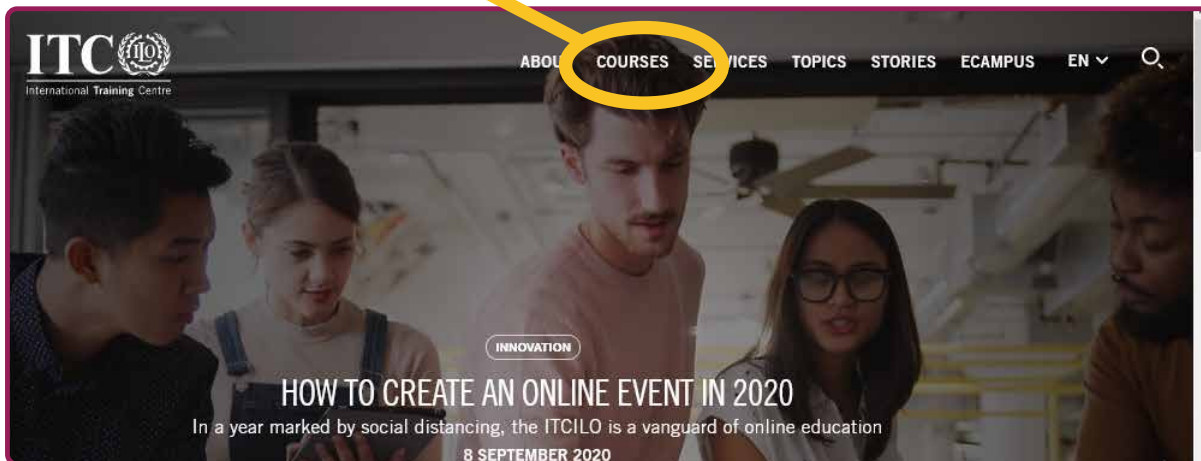 ITC ILO
International Training Centre
COURSES TOPICS STORIES ECAMPUS EN
INNOVATION
HOW TO CREATE AN ONLINE EVENT IN 2020
In a year marked by social distancing, the ITCILO is a vanguard of online education
8 SEPTEMBER 2020